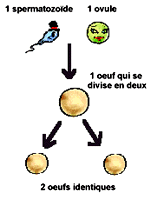 1 spermatozoïde 1 ovule
1 oeuf qui se
divise en deux
2 oeufs identiques